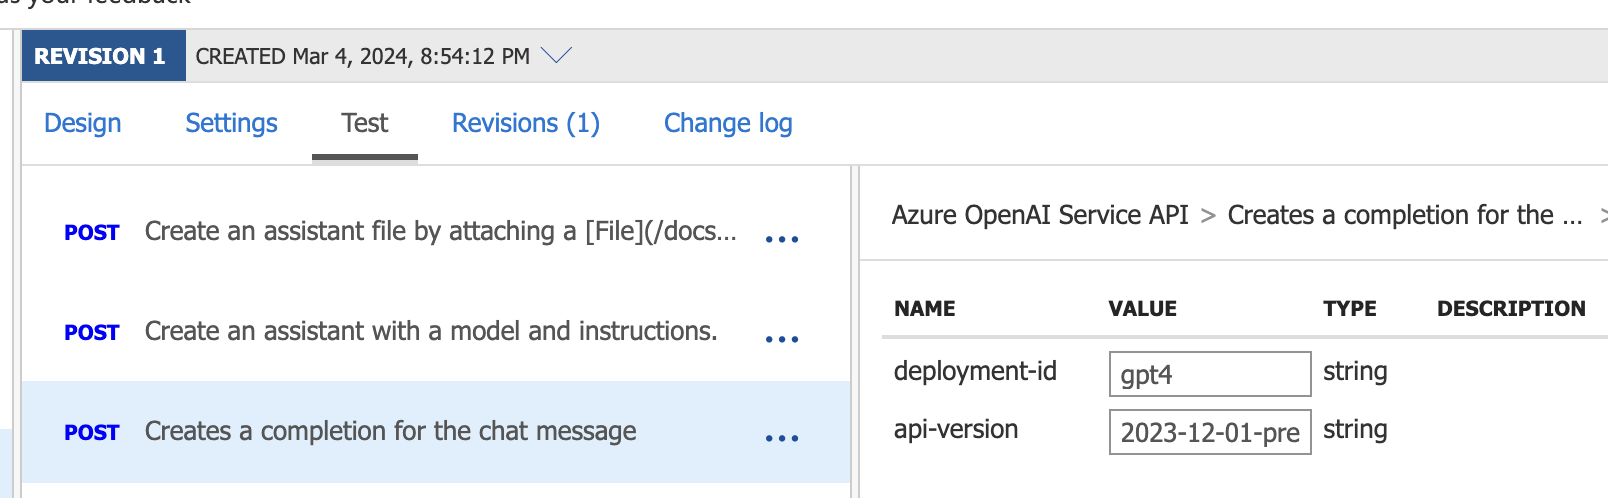 as your feedback
REVISION 1 CREATED Mar 4, 2024, 8:54:12 PM
Design Settings Test Revisions (1) Change log
POST Create an assistant file by attaching a [File](/docs... ...
POST Create an assistant with a model and instructions. ...
POST Creates a completion for the chat message ...
Azure OpenAI Service API > Creates a completion for the ... >
NAME VALUE TYPE DESCRIPTION
deployment-id gpt4 string
api-version 2023-12-01-pre string